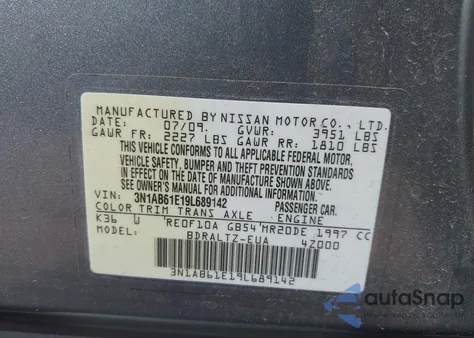 MANUFACTURED BY NISSAN MOTOR CO., LTD.
DATE: 07/09. GVWR: 3951 LBS
GAWR FR: 2227 LBS GAWR RR: 1810 LBS
THIS VEHICLE CONFORMS TO ALL APPLICABLE FEDERAL MOTOR
VEHICLE SAFETY, BUMPER AND THEFT PREVENTION STANDARDS
IN EFFECT ON THE DATE OF MANUFACTURE SHOWN ABOVE.
SEE OWNER'S MANUAL FOR ADDITIONAL INFORMATION.
VIN: 3N1AB61E19L689142 PASSENGER CAR.
COLOR TRIM TRANS AXLE ENGINE
K36 U RE0F10A GB54 MR20DE 1997 CC
MODEL: BDRALTZ-EUA 4Z000
3N1AB61E19L689142
autoSnap